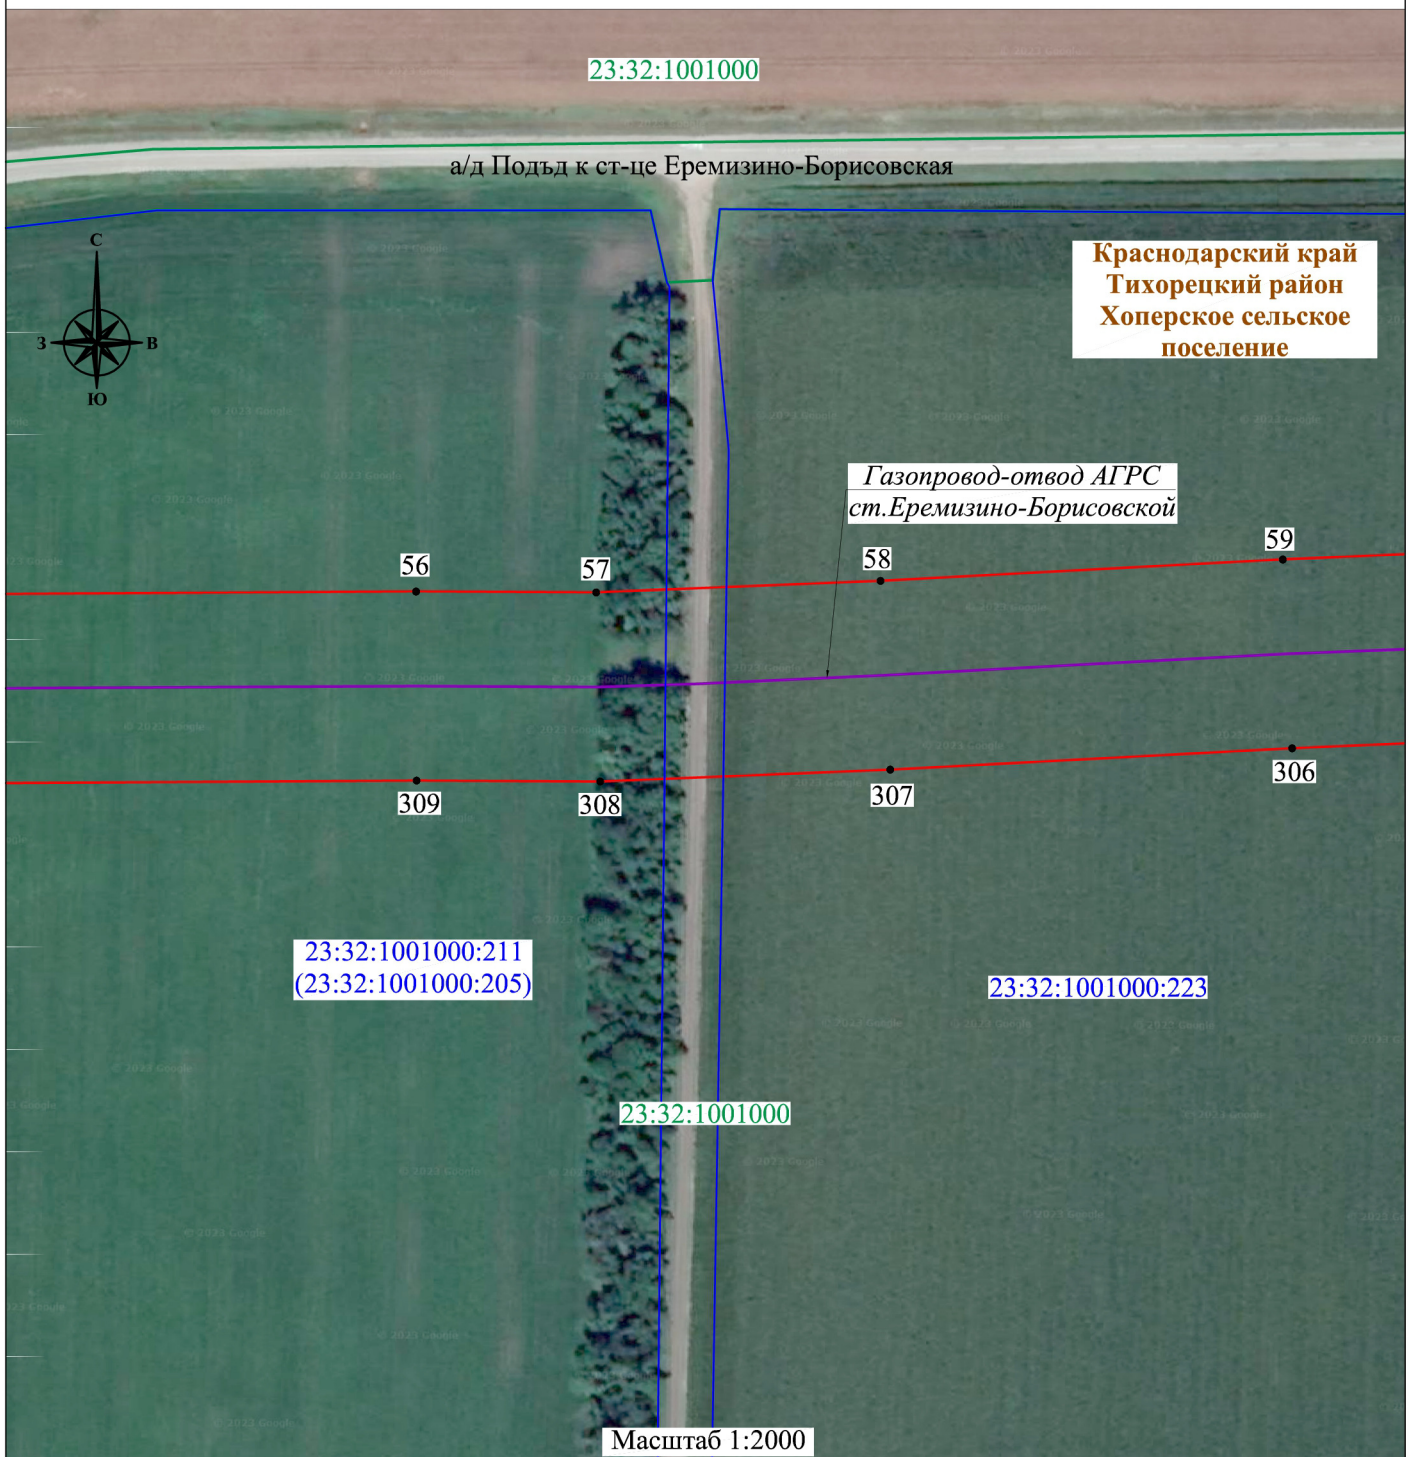 23:32:1001000
а/д Подъд к ст-це Еремизино-Борисовская
С
З
В
Ю
Краснодарский край
Тихорецкий район
Хоперское сельское
поселение
Газопровод-отвод АГРС
ст.Еремизино-Борисовской
56
57
58
59
309
308
307
306
23:32:1001000:211
(23:32:1001000:205)
23:32:1001000:223
23:32:1001000
Масштаб 1:2000
© 2023 Google